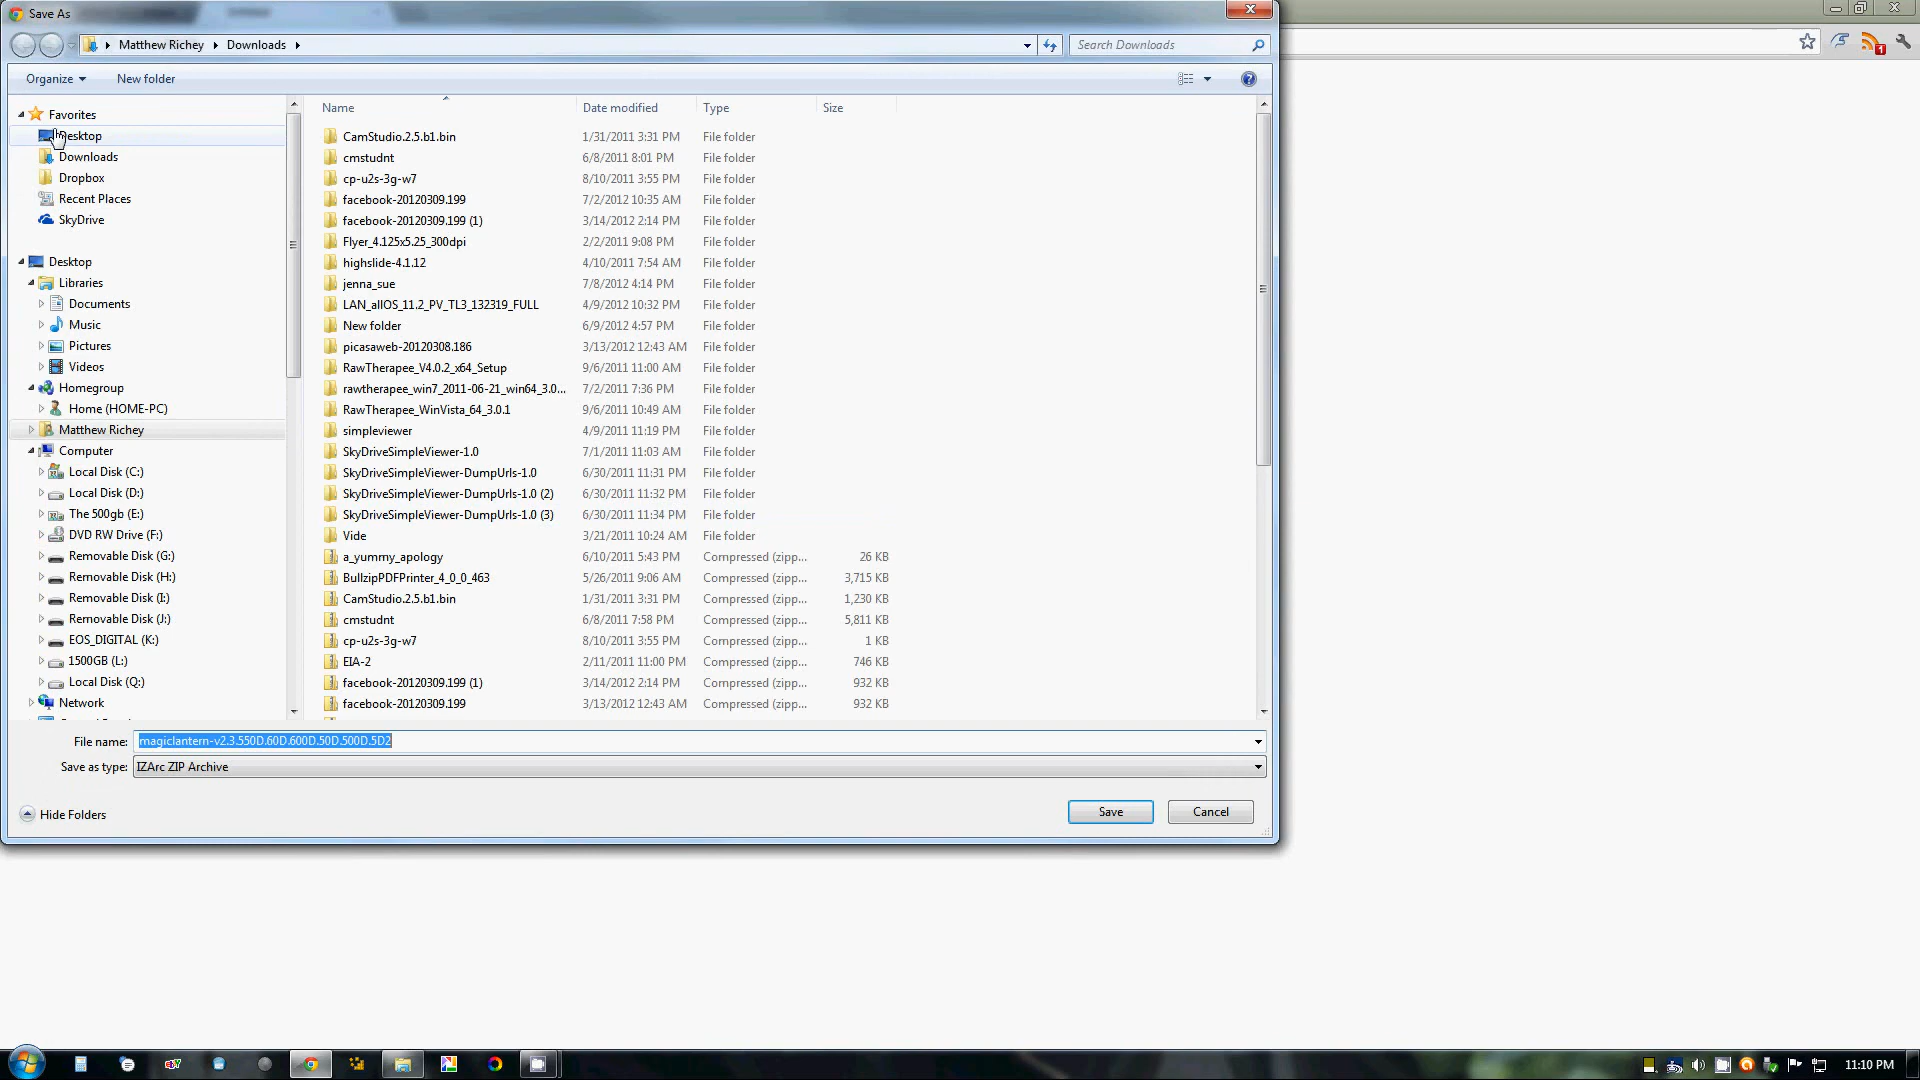 Save As
Matthew Richey Downloads Search Downloads
Organize New folder
Name Date modified Type Size
Favorites
Desktop
Downloads
Dropbox
Recent Places
SkyDrive
Desktop
Libraries
Documents
Music
Pictures
Videos
Homegroup
Home (HOME-PC)
Matthew Richey
Computer
Local Disk (C:)
Local Disk (D:)
The 500gb (E:)
DVD RW Drive (F:)
Removable Disk (G:)
Removable Disk (H:)
Removable Disk (I:)
Removable Disk (J:)
EOS_DIGITAL (K:)
1500GB (L:)
Local Disk (Q:)
Network
CamStudio.2.5.b1.bin 1/31/2011 3:31 PM File folder
cmstudnt 6/8/2011 8:01 PM File folder
cp-u2s-3g-w7 8/10/2011 3:55 PM File folder
facebook-20120309.199 7/2/2012 10:35 AM File folder
facebook-20120309.199 (1) 3/14/2012 2:14 PM File folder
Flyer_4.125x5.25_300dpi 2/2/2011 9:08 PM File folder
highslide-4.1.12 4/10/2011 7:54 AM File folder
jenna_sue 7/8/2012 4:14 PM File folder
LAN_allOS_11.2_PV_TL3_132319_FULL 4/9/2012 10:32 PM File folder
New folder 6/9/2012 4:57 PM File folder
picasaweb-20120308.186 3/13/2012 12:43 AM File folder
RawTherapee_V4.0.2_x64_Setup 9/6/2011 11:00 AM File folder
rawtherapee_win7_2011-06-21_win64_3.0... 7/2/2011 7:36 PM File folder
RawTherapee_WinVista_64_3.0.1 9/6/2011 10:49 AM File folder
simpleviewer 4/9/2011 11:19 PM File folder
SkyDriveSimpleViewer-1.0 7/1/2011 11:03 AM File folder
SkyDriveSimpleViewer-DumpUrls-1.0 6/30/2011 11:31 PM File folder
SkyDriveSimpleViewer-DumpUrls-1.0 (2) 6/30/2011 11:32 PM File folder
SkyDriveSimpleViewer-DumpUrls-1.0 (3) 6/30/2011 11:34 PM File folder
Vide 3/21/2011 10:24 AM File folder
a_yummy_apology 6/10/2011 5:43 PM Compressed (zipp... 26 KB
BullzipPDFPrinter_4_0_0_463 5/26/2011 9:06 AM Compressed (zipp... 3,715 KB
CamStudio.2.5.b1.bin 1/31/2011 3:31 PM Compressed (zipp... 1,230 KB
cmstudnt 6/8/2011 7:58 PM Compressed (zipp... 5,811 KB
cp-u2s-3g-w7 8/10/2011 3:55 PM Compressed (zipp... 1 KB
EIA-2 2/11/2011 11:00 PM Compressed (zipp... 746 KB
facebook-20120309.199 (1) 3/14/2012 2:14 PM Compressed (zipp... 932 KB
facebook-20120309.199 3/13/2012 12:43 AM Compressed (zipp... 932 KB
File name: magiclantern-v2.3.550D.60D.600D.50D.500D.5D2
Save as type: IZArc ZIP Archive
Hide Folders Save Cancel
1
11:10 PM